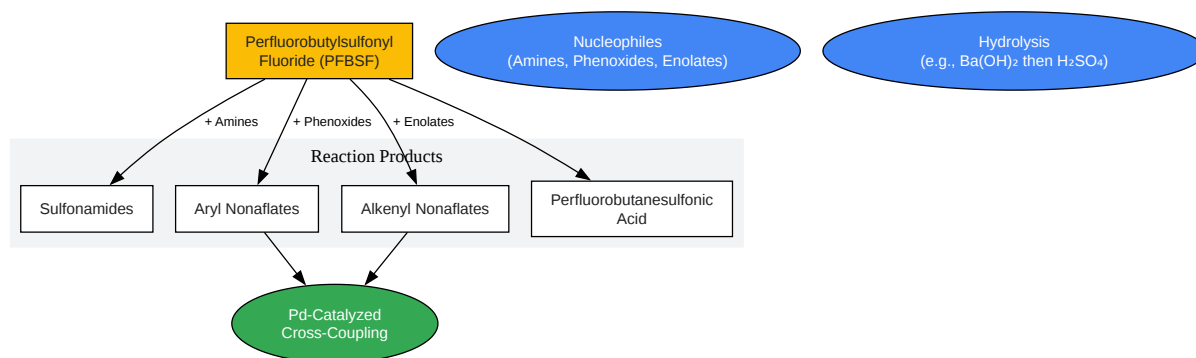 Perfluorobutylsulfonyl
Fluoride (PFBSF)
Nucleophiles
(Amines, Phenoxides, Enolates)
Hydrolysis
(e.g., Ba(OH)₂ then H₂SO₄)
+ Amines
+ Phenoxides
+ Enolates
Reaction Products
Sulfonamides
Aryl Nonaflates
Alkenyl Nonaflates
Perfluorobutanesulfonic
Acid
Pd-Catalyzed
Cross-Coupling